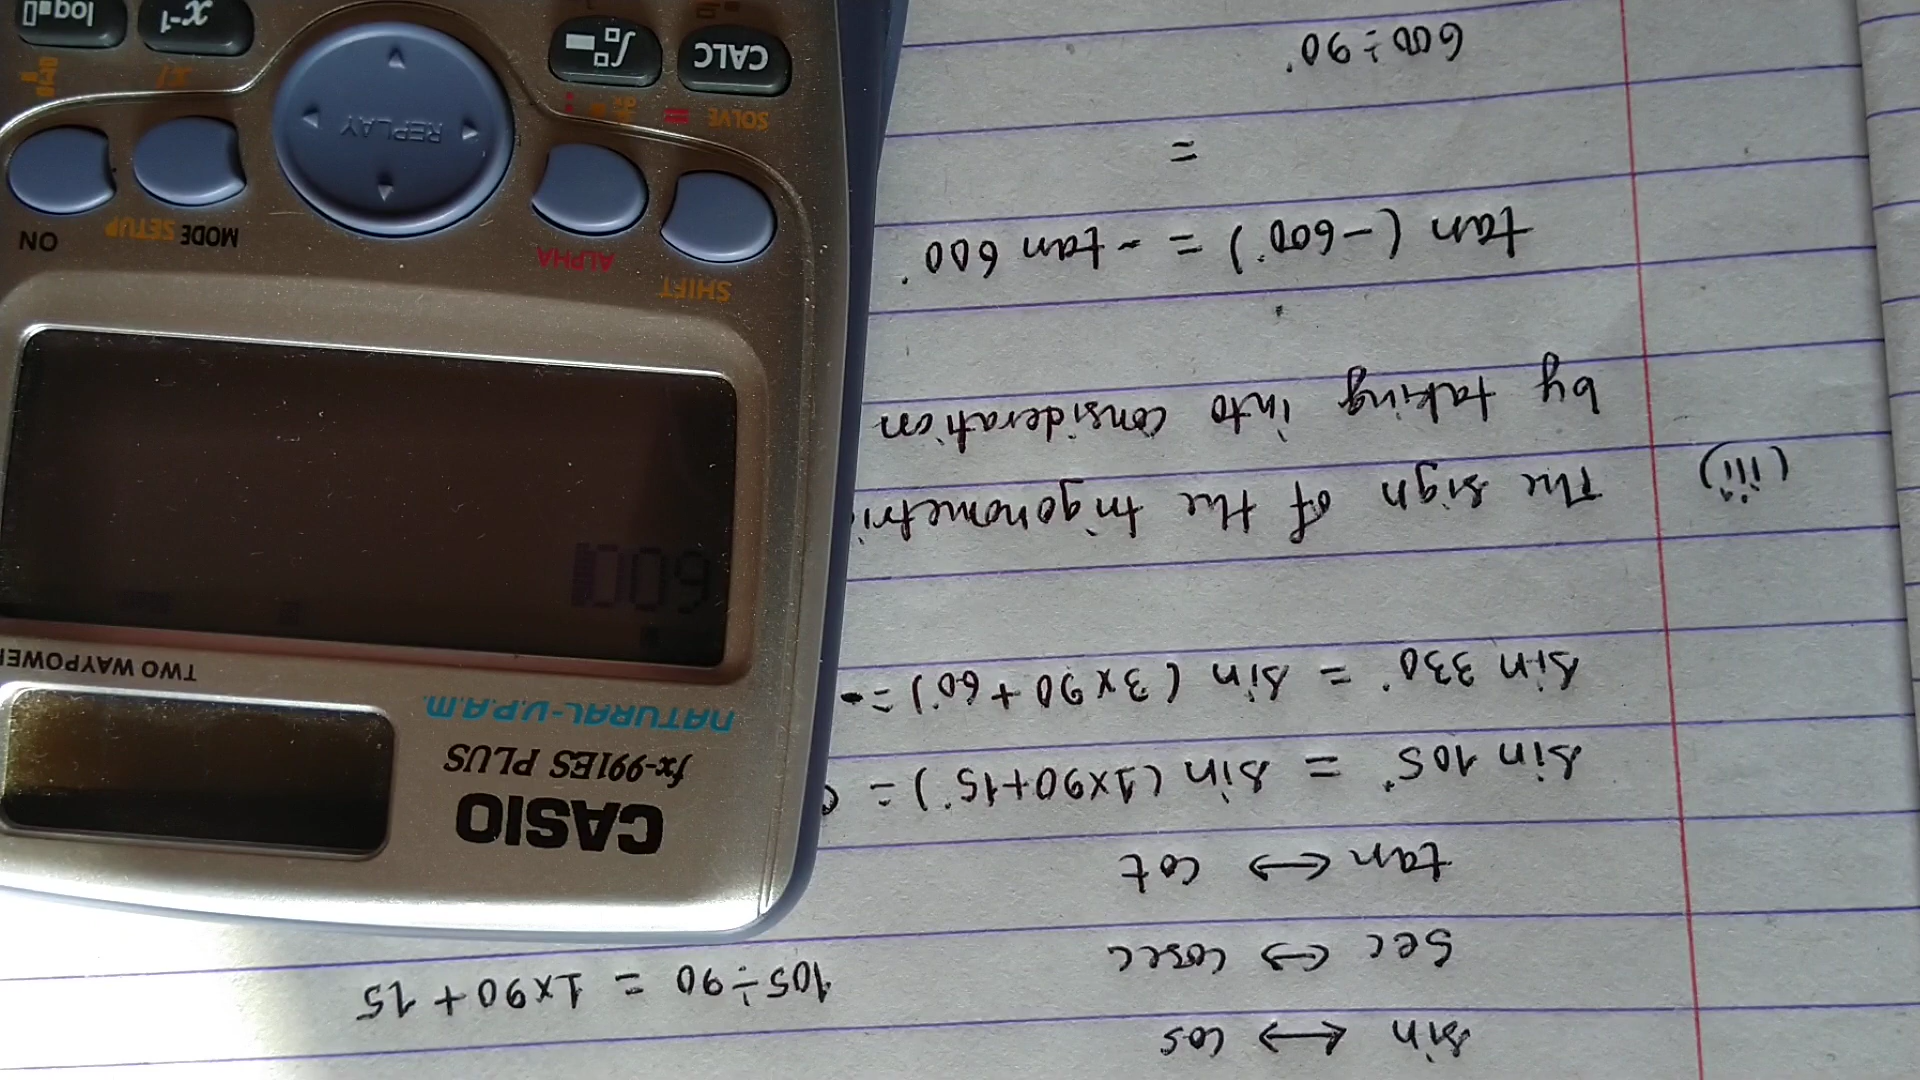 sin ↔ cos
sec ↔ cosec
105÷90 = 1×90+15
tan ↔ cot
sin 105° = sin (1×90+15°) =
sin 330° = sin (3×90+60°) = -
(iii) The sign of the trigonometri
by taking into consideration
tan (-600°) = - tan 600°
=
600÷90°
CASIO
fx-991ES PLUS
NATURAL-V.P.A.M.
TWO WAY POWER
600
SHIFT ALPHA MODE SETUP ON
REPLAY
SOLVE =
CALC
x-1
log